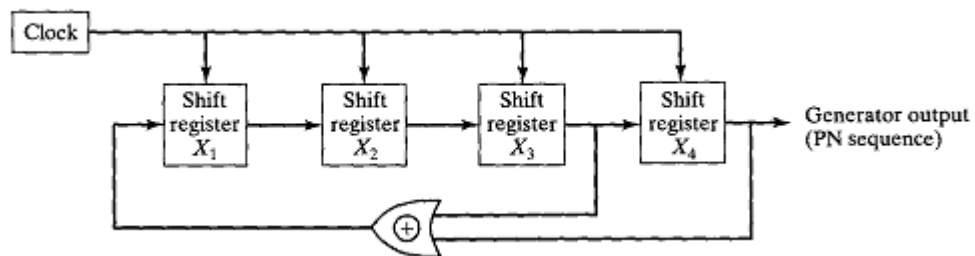 Clock
Shift
register
X₁
Shift
register
X₂
Shift
register
X₃
Shift
register
X₄
Generator output
(PN sequence)
+